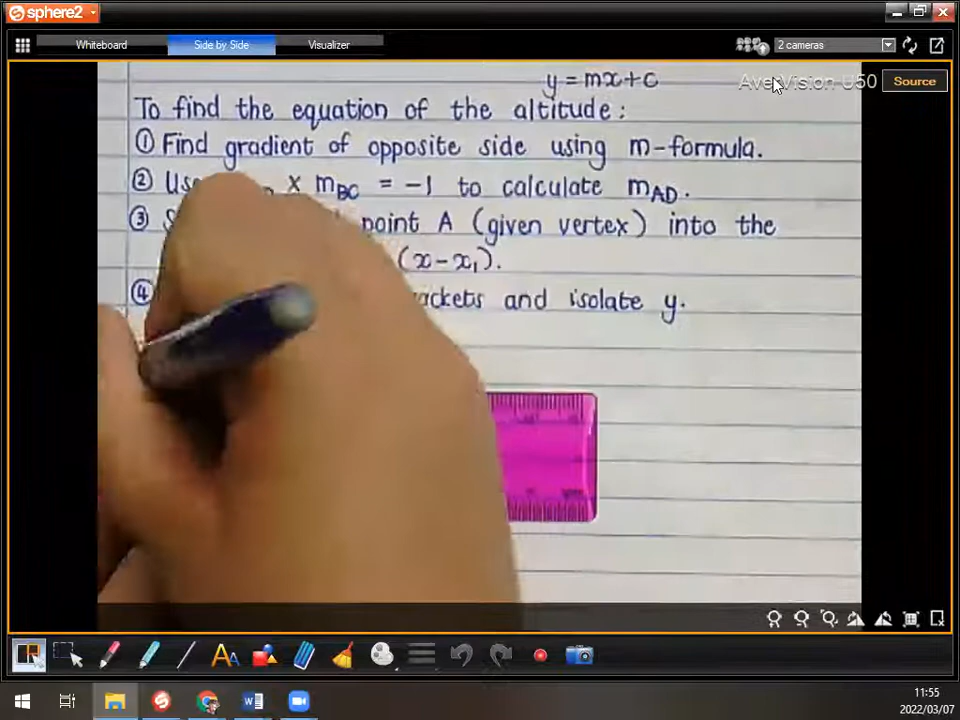 sphere2
Whiteboard Side by Side Visualizer 2 cameras
AverVision U50 Source
y = mx + c
To find the equation of the altitude :
① Find gradient of opposite side using m-formula.
② × mBC = -1 to calculate mAD.
③ point A (given vertex) into the
(x - x1).
④ and isolate y.
11:55
2022/03/07